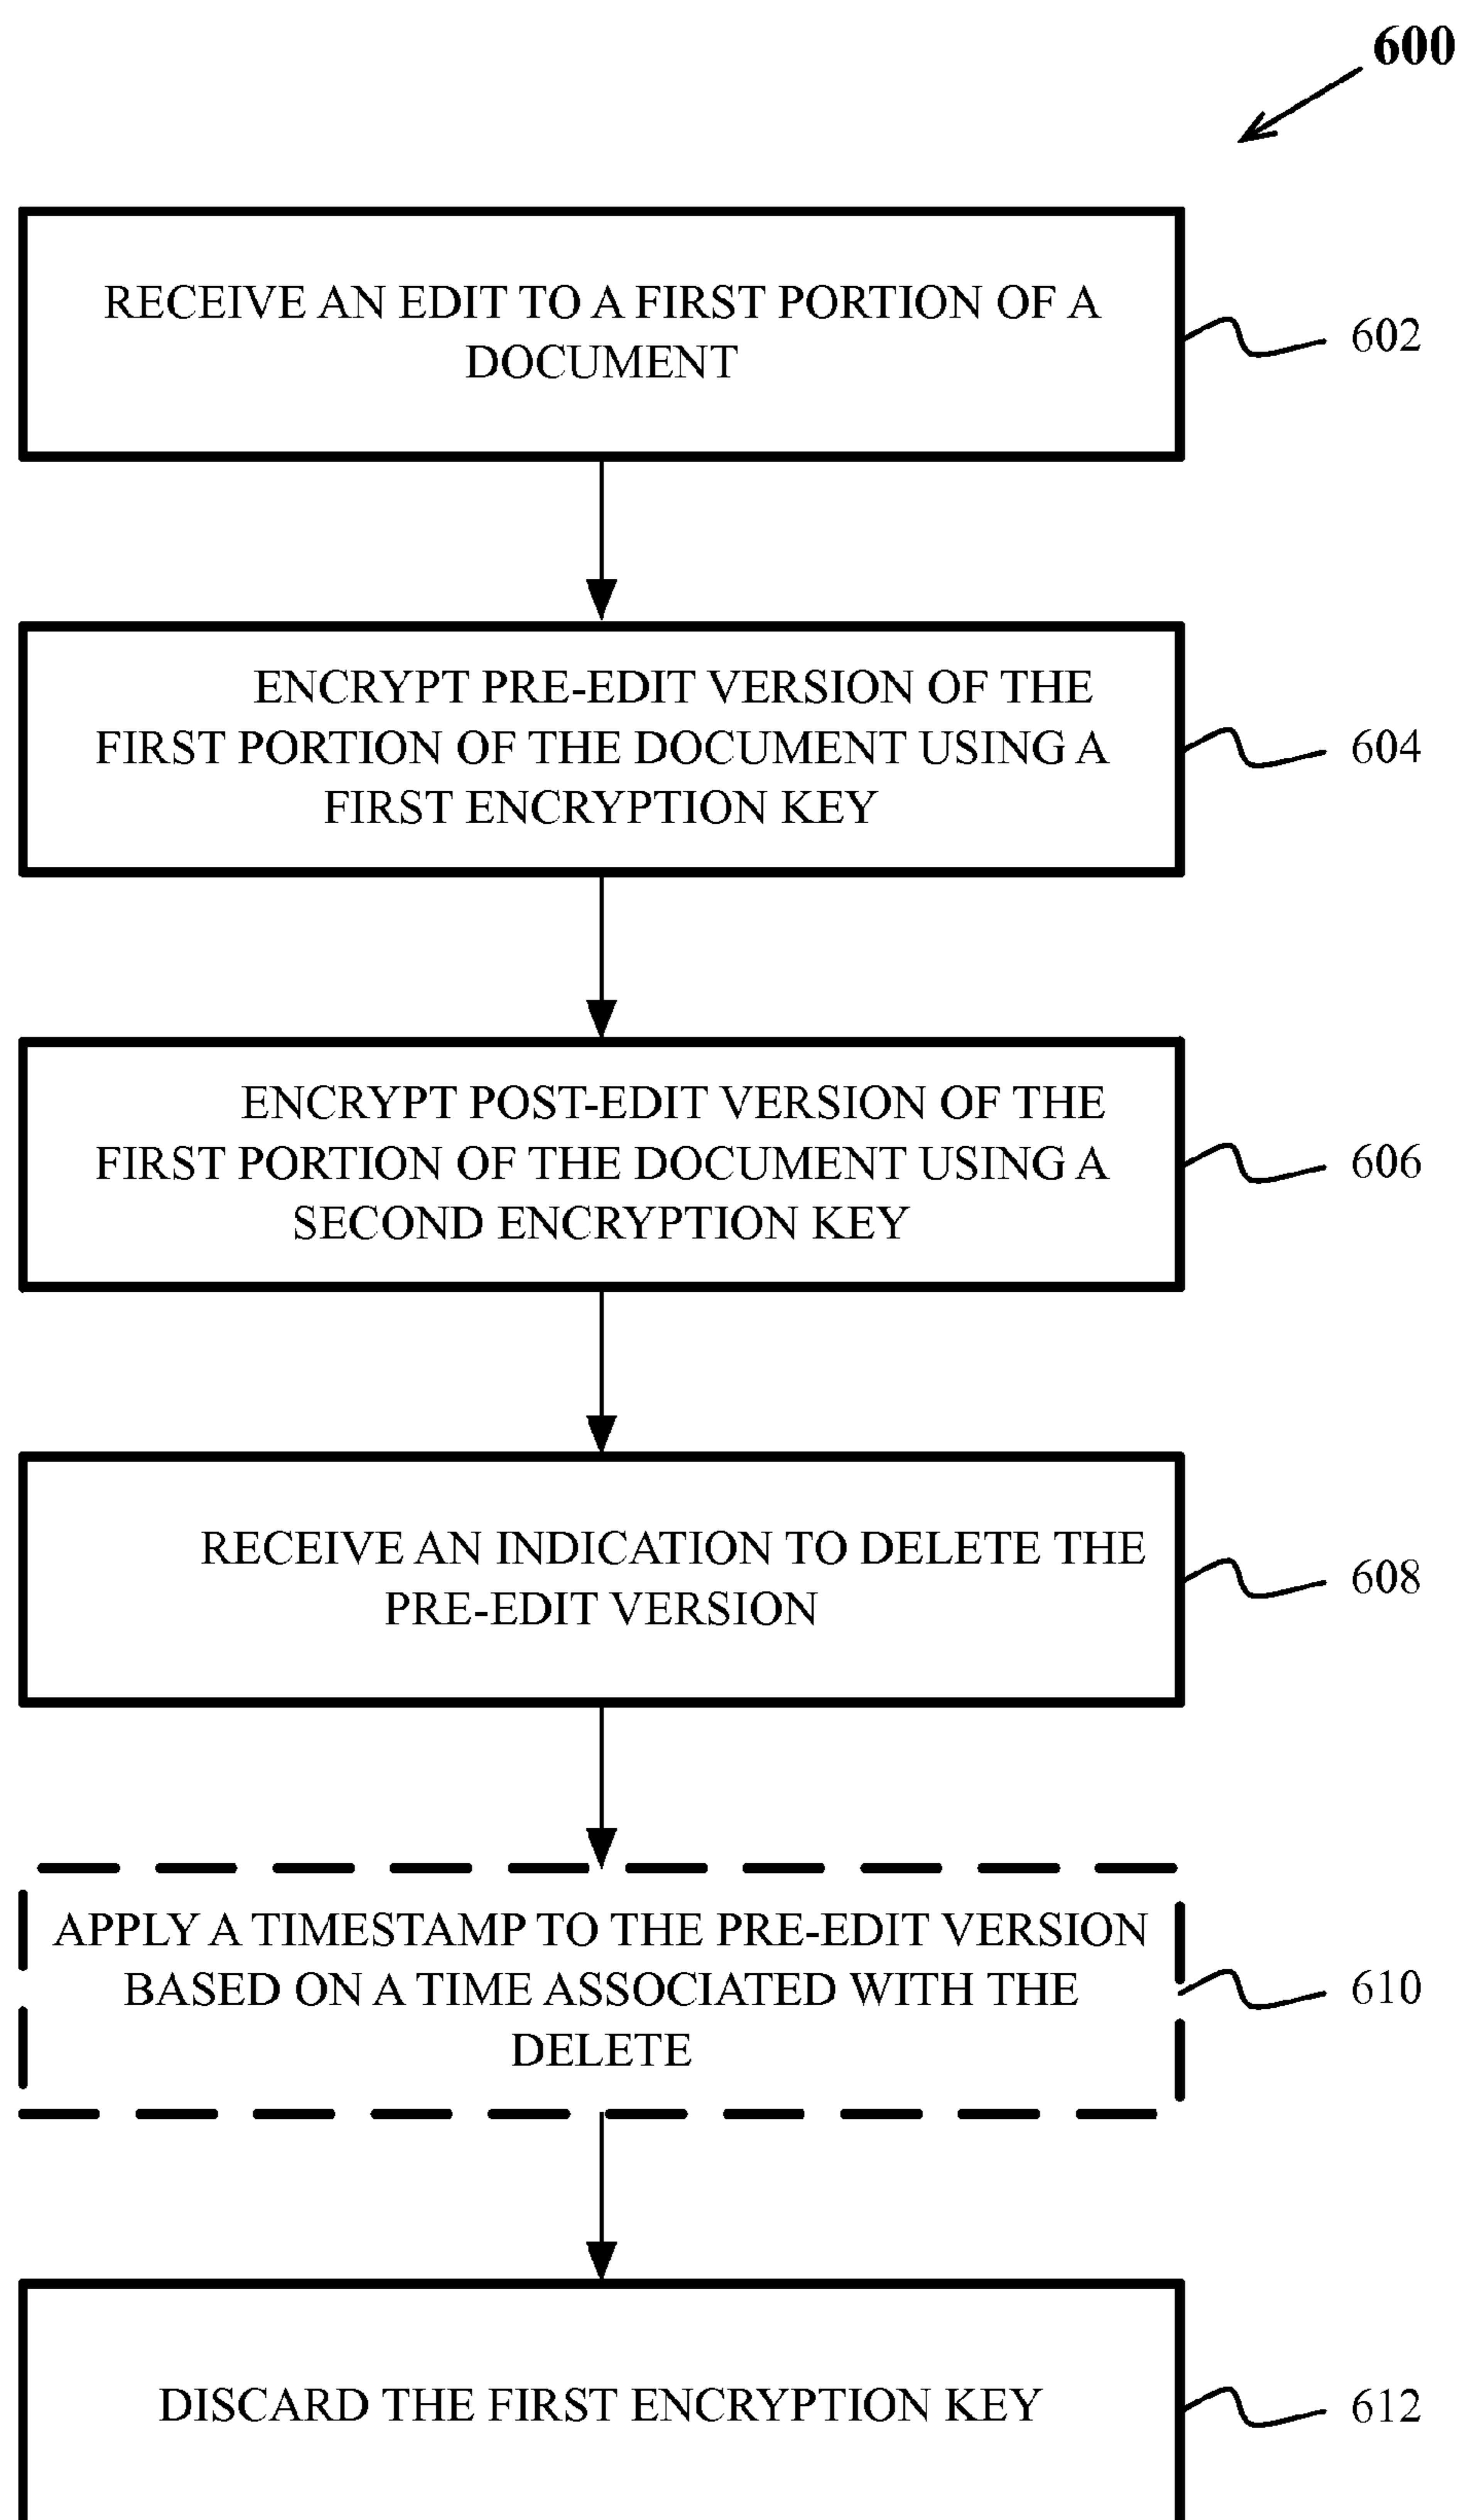 600
RECEIVE AN EDIT TO A FIRST PORTION OF A
DOCUMENT
602
ENCRYPT PRE-EDIT VERSION OF THE
FIRST PORTION OF THE DOCUMENT USING A
FIRST ENCRYPTION KEY
604
ENCRYPT POST-EDIT VERSION OF THE
FIRST PORTION OF THE DOCUMENT USING A
SECOND ENCRYPTION KEY
606
RECEIVE AN INDICATION TO DELETE THE
PRE-EDIT VERSION
608
APPLY A TIMESTAMP TO THE PRE-EDIT VERSION
BASED ON A TIME ASSOCIATED WITH THE
DELETE
610
DISCARD THE FIRST ENCRYPTION KEY
612